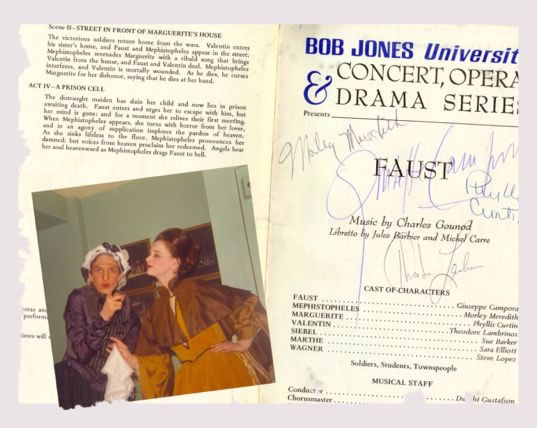 Scene II—STREET IN FRONT OF MARGUERITE'S HOUSE
The victorious soldiers return home from the wars. Valentin enters
his sister's home, and Faust and Mephistopheles appear in the street.
Mephistopheles serenades Marguerite with a ribald song that brings
Valentin from the house, and Faust and Valentin duel. Mephistopheles
interferes, and Valentin is mortally wounded. As he dies, he curses
Marguerite for her dishonor, saying that he dies at her hand.
ACT IV—A PRISON CELL
The distraught maiden has slain her child and now lies in prison
awaiting death. Faust enters and urges her to escape with him, but
her mind is gone; and for a moment she relives their first meeting.
When Mephistopheles appears, she turns with horror from her lover,
and in an agony of supplication implores the pardon of heaven.
As she sinks lifeless to the floor, Mephistopheles pronounces her
damned; but voices from heaven proclaim her redeemed. Angels bear
her soul heavenward as Mephistopheles drags Faust to hell.
and
perform
will
BOB JONES Universit
CONCERT, OPERA
& DRAMA SERIE
Presents
Morley Meredith
FAUST
Phyll
Curti
Music by Charles Gounod
Libretto by Jules Barbier and Michel Carre
CAST OF CHARACTERS
FAUST Giuseppe Campora
MEPHISTOPHELES Morley Meredith
MARGUERITE Phyllis Curtin
VALENTIN Theodore Lambrinos
SIEBEL Sue Barker
MARTHE Sara Elliott
WAGNER Steve Lopez
Soldiers, Students, Townspeople
MUSICAL STAFF
Conductor Dwight Gustafson
Chorusmaster